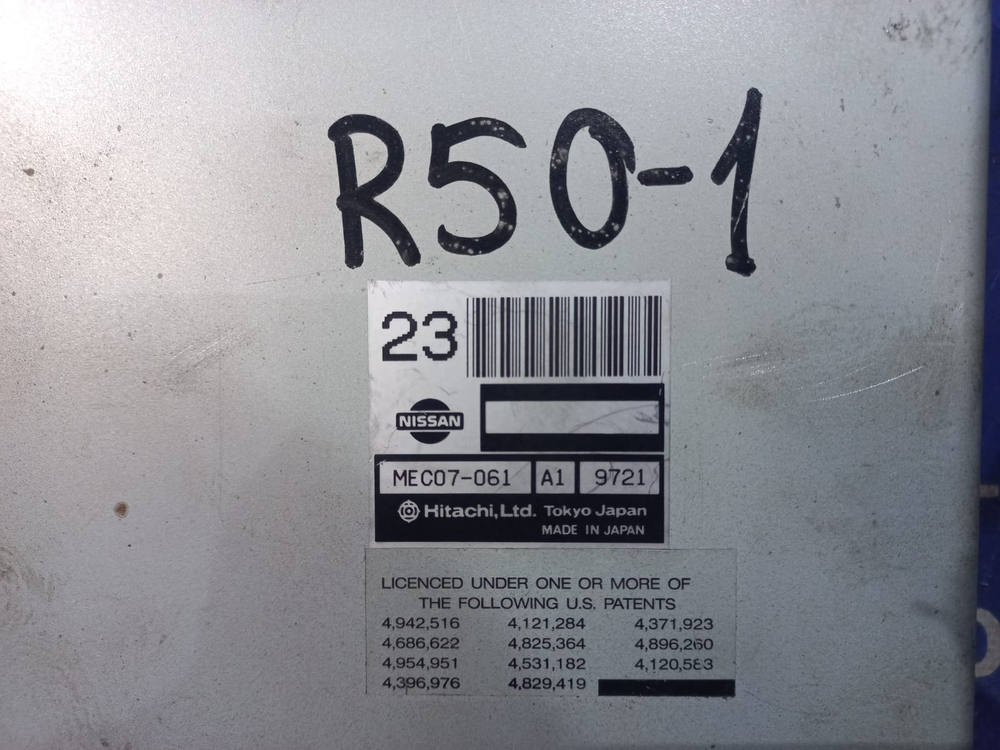 R50-1
23
NISSAN
MEC07-061 A1 9721
Hitachi,Ltd. Tokyo Japan
MADE IN JAPAN
LICENCED UNDER ONE OR MORE OF
THE FOLLOWING U.S. PATENTS
4,942,516 4,121,284 4,371,923
4,686,622 4,825,364 4,896,260
4,954,951 4,531,182 4,120,583
4,396,976 4,829,419